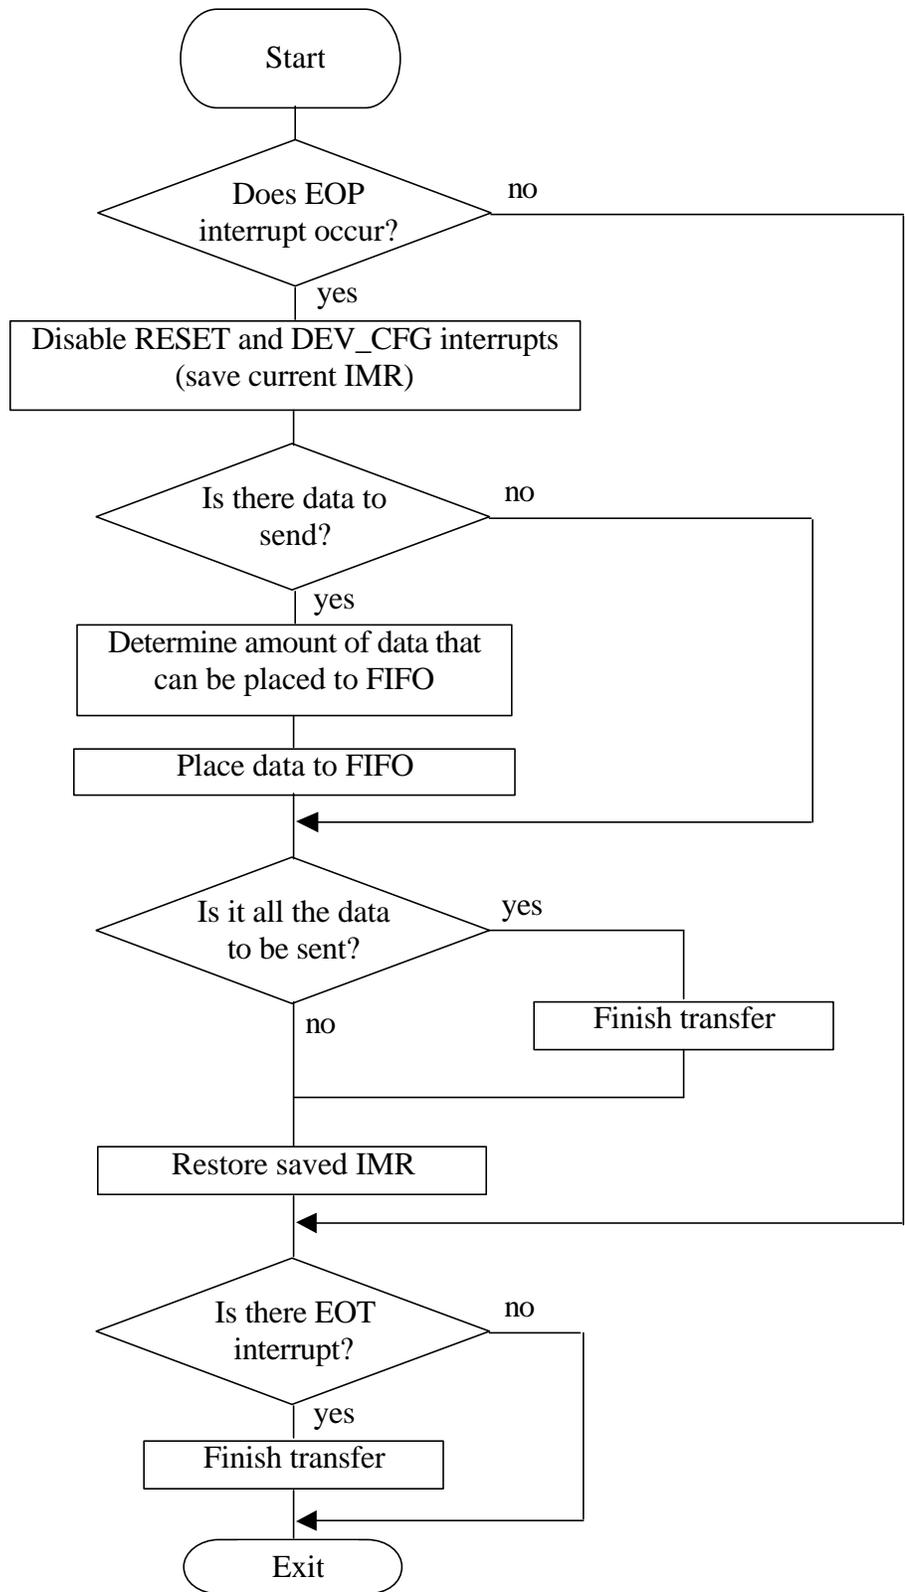 Start
Does EOP
interrupt occur?
no
yes
Disable RESET and DEV_CFG interrupts
(save current IMR)
Is there data to
send?
no
yes
Determine amount of data that
can be placed to FIFO
Place data to FIFO
Is it all the data
to be sent?
yes
no
Finish transfer
Restore saved IMR
Is there EOT
interrupt?
no
yes
Finish transfer
Exit